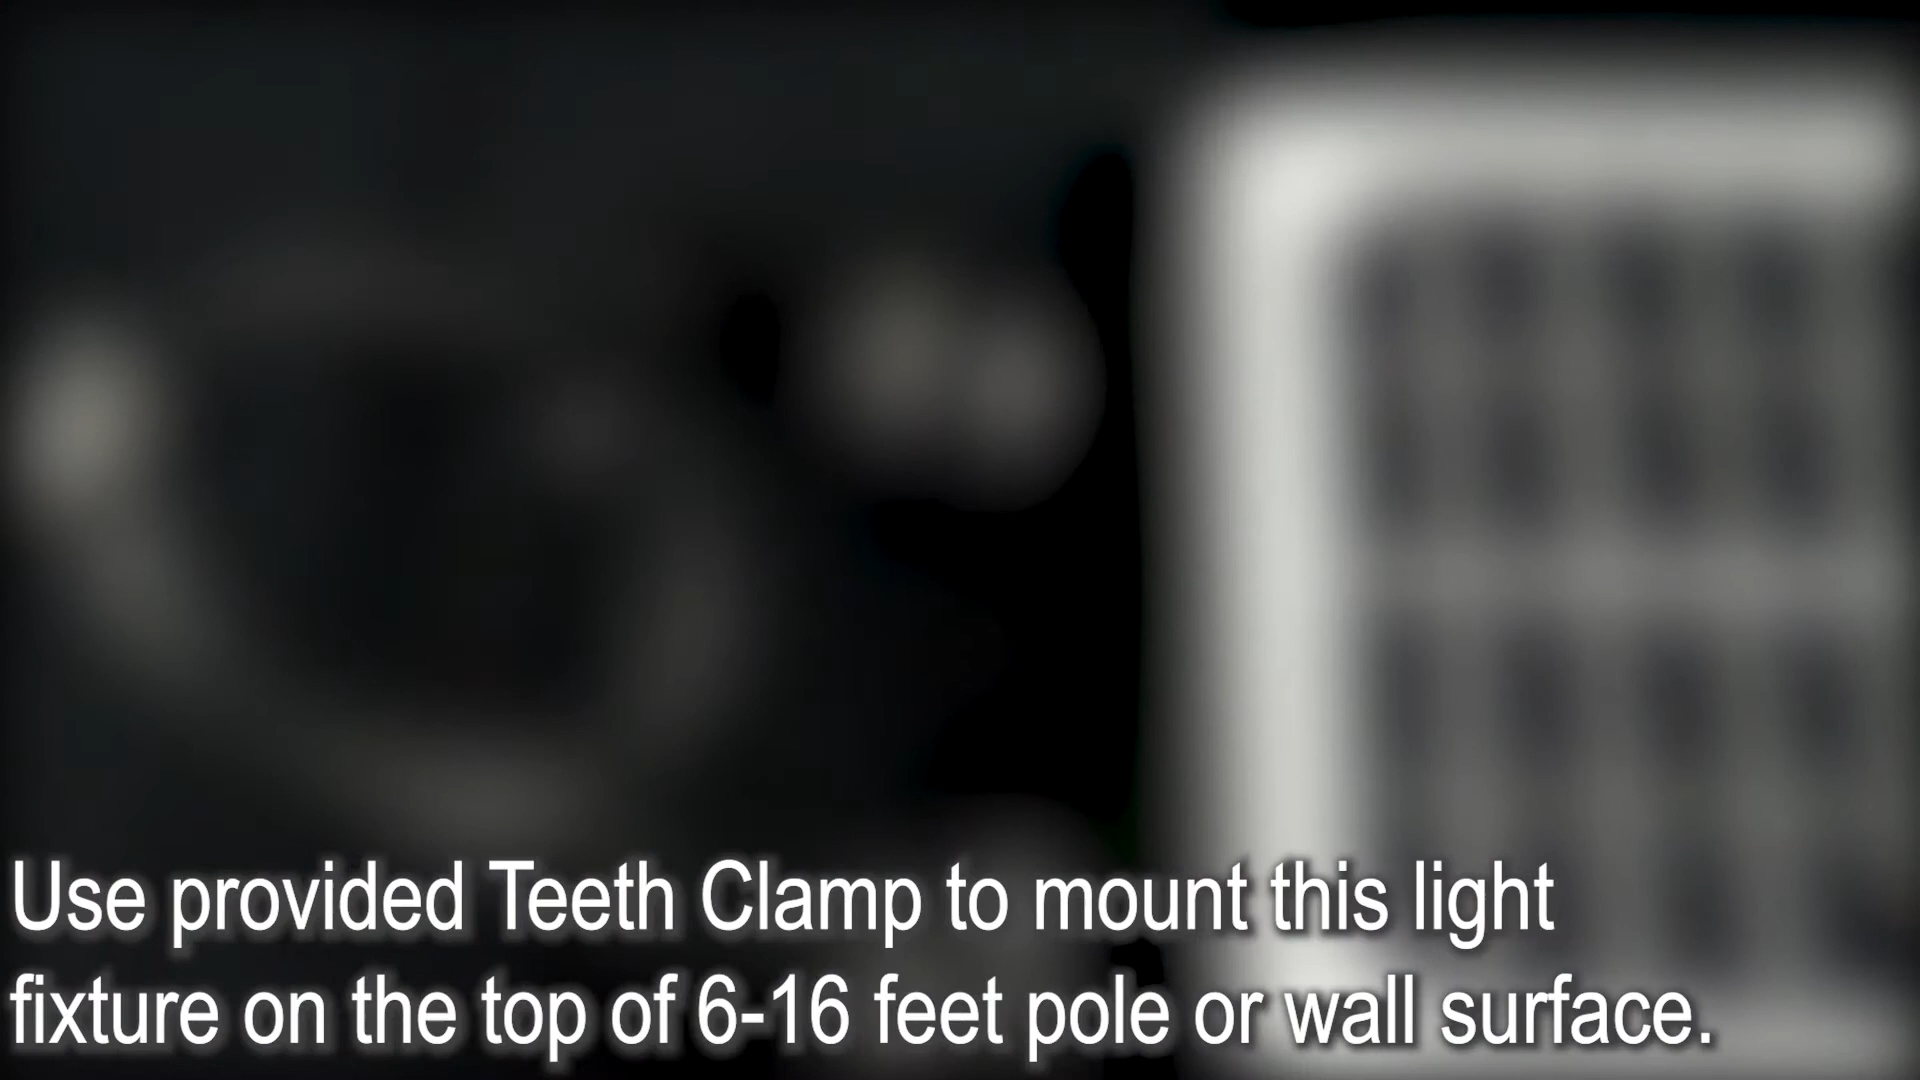 Use provided Teeth Clamp to mount this light
fixture on the top of 6-16 feet pole or wall surface.